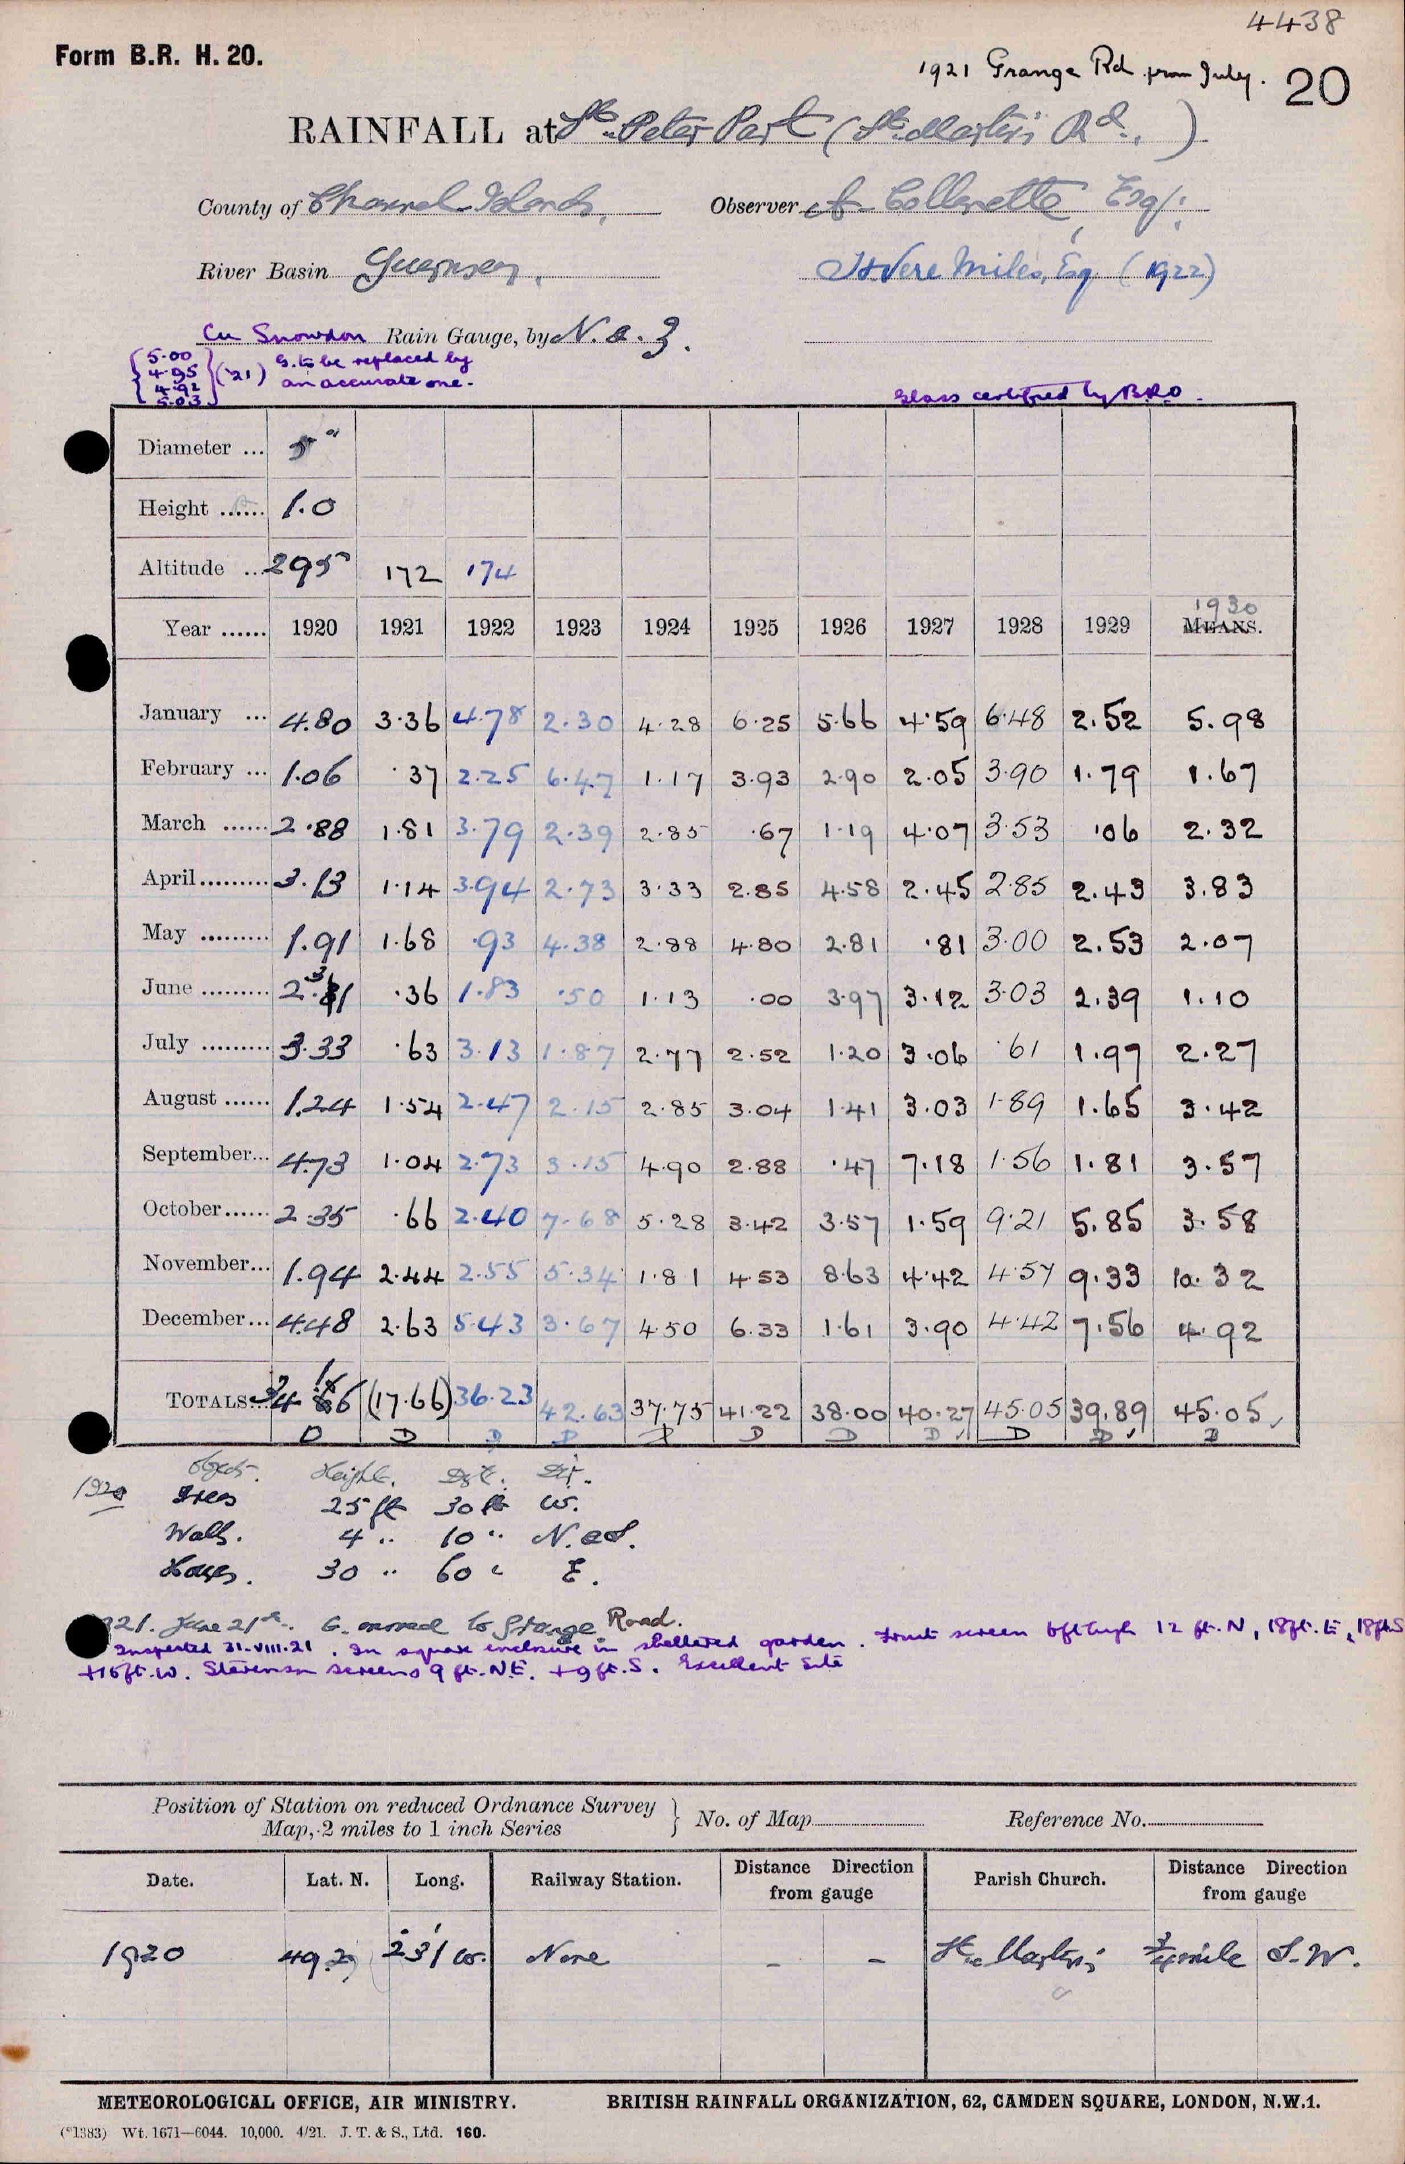 4438
Form B.R. H. 20.
1921 Grange Rd from July. 20
RAINFALL at St. Peter Port (St. Martin's Rd.)
County of Channel Islands. Observer A. Collenette, Esq.
River Basin Guernsey. Vere Miles, Esq (1922)
Cu Snowdon Rain Gauge, by N. & Z.
{5.00 4.95 4.92 5.03} ('21) G. to be replaced by
an accurate one.
Glass certified by B.R.O.
Diameter ... 5"
Height ...... 1.0
Altitude ... 295 172 174
Year ...... 1920 1921 1922 1923 1924 1925 1926 1927 1928 1929 MEANS. 1930
January ... 4.80 3.36 4.78 2.30 4.28 6.25 5.66 4.59 6.48 2.52 5.98
February ... 1.06 .37 2.25 6.47 1.17 3.93 2.90 2.05 3.90 1.79 1.67
March ...... 2.88 1.81 3.79 2.39 2.85 .67 1.19 4.07 3.53 .06 2.32
April ......... 3.13 1.14 3.94 2.73 3.33 2.85 4.58 2.45 2.85 2.43 3.83
May ......... 1.91 1.68 .93 4.38 2.88 4.80 2.81 .81 3.00 2.53 2.07
June ......... 2.31 .36 1.83 .50 1.13 .00 3.97 3.12 3.03 2.39 1.10
July ......... 3.33 .63 3.13 1.87 2.77 2.52 1.20 3.06 .61 1.97 2.27
August ...... 1.24 1.54 2.47 2.15 2.85 3.04 1.41 3.03 1.89 1.65 3.42
September... 4.73 1.04 2.73 3.15 4.90 2.88 .47 7.18 1.56 1.81 3.57
October...... 2.35 .66 2.40 7.68 5.28 3.42 3.57 1.59 9.21 5.85 3.58
November... 1.94 2.44 2.55 5.34 1.81 4.53 8.63 4.42 4.57 9.33 10.32
December... 4.48 2.63 5.43 3.67 4.50 6.33 1.61 3.90 4.42 7.56 4.92
TOTALS... 34.16 (17.66) 36.23 42.63 37.75 41.22 38.00 40.27 45.05 39.89 45.05
D D D D D D D D D D D
Object. Height. Dist. Dir.
1920 Trees 25 ft 30 ft W.
Walls. 4 " 10 " N. & S.
Houses. 30 " 60 " E.
1921. June 21st. G. moved to Grange Road.
Inspected 31.VIII.21. In square enclosure in sheltered garden. Fruit screen 6ft high 12 ft. N, 18ft. E, 18ft S
+16ft. W. Stevenson screens 9 ft. N.E. + 9 ft. S. Excellent Site
Position of Station on reduced Ordnance Survey
Map, 2 miles to 1 inch Series } No. of Map Reference No.
Date. Lat. N. Long. Railway Station. Distance Direction from gauge Parish Church. Distance Direction from gauge
1920 2° 31' W. None - - St. Martin's ¾ mile S.W.
METEOROLOGICAL OFFICE, AIR MINISTRY. BRITISH RAINFALL ORGANIZATION, 62, CAMDEN SQUARE, LONDON, N.W.1.
(*1383) Wt. 1671—6044. 10,000. 4/21. J. T. & S., Ltd. 160.